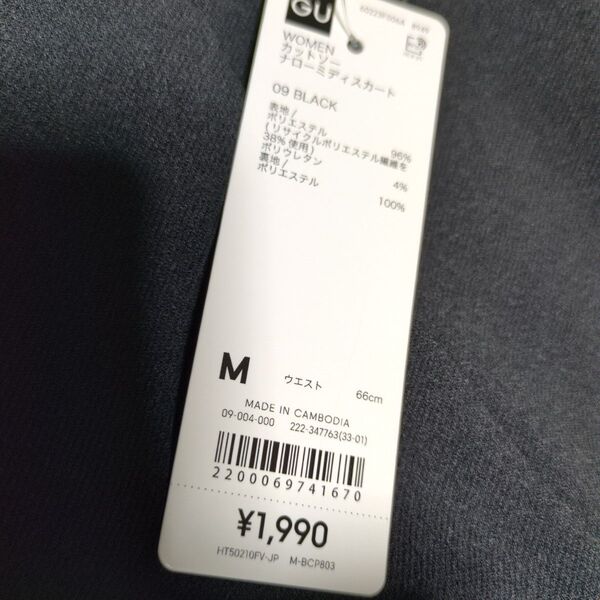 GU
WOMEN
カットソー
ナローミディスカート
09 BLACK
表地/
ポリエステル 96%
(リサイクルポリエステル繊維を
38%使用)
ポリウレタン 4%
裏地/
ポリエステル 100%
M ウエスト 66cm
MADE IN CAMBODIA
09-004-000 222-347763(33-01)
2200069741670
¥1,990
HT50210FV-JP M-BCP803